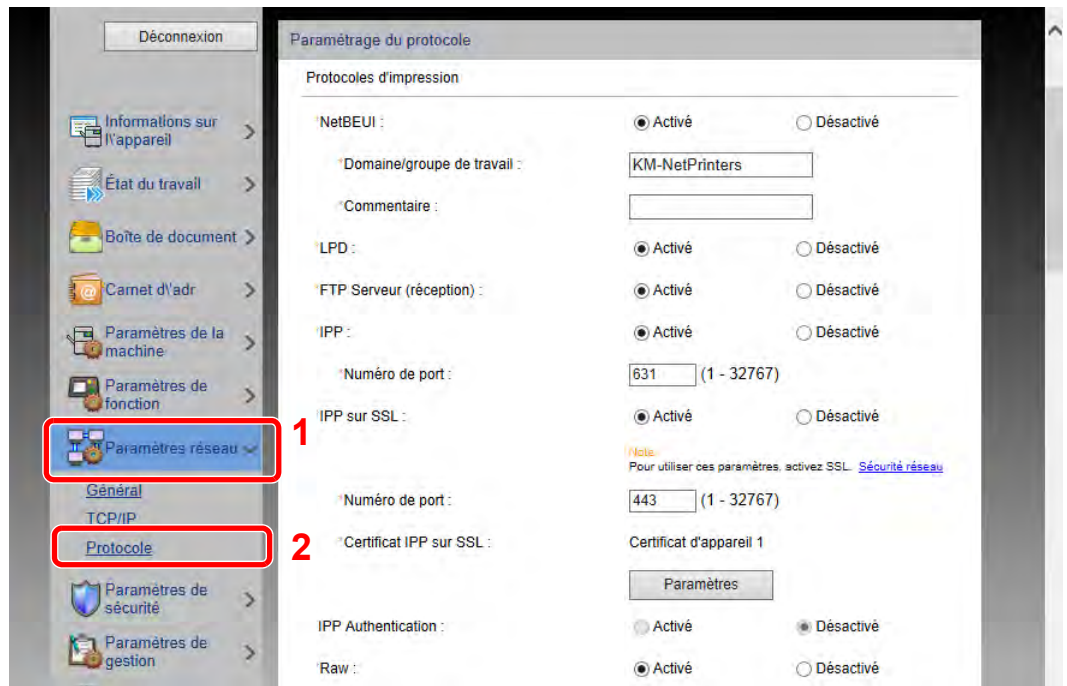 Déconnexion
Informations sur
l\'appareil
État du travail
Boîte de document
Carnet d\'adr
Paramètres de la
machine
Paramètres de
fonction
Paramètres réseau
1
Général
TCP/IP
Protocole
2
Paramètres de
sécurité
Paramètres de
gestion
Paramétrage du protocole
Protocoles d'impression
*NetBEUI : Activé Désactivé
*Domaine/groupe de travail : KM-NetPrinters
*Commentaire :
*LPD : Activé Désactivé
*FTP Serveur (réception) : Activé Désactivé
*IPP : Activé Désactivé
*Numéro de port : 631 (1 - 32767)
*IPP sur SSL : Activé Désactivé
Note
Pour utiliser ces paramètres, activez SSL. Sécurité réseau
*Numéro de port : 443 (1 - 32767)
*Certificat IPP sur SSL : Certificat d'appareil 1
Paramètres
IPP Authentication : Activé Désactivé
*Raw : Activé Désactivé